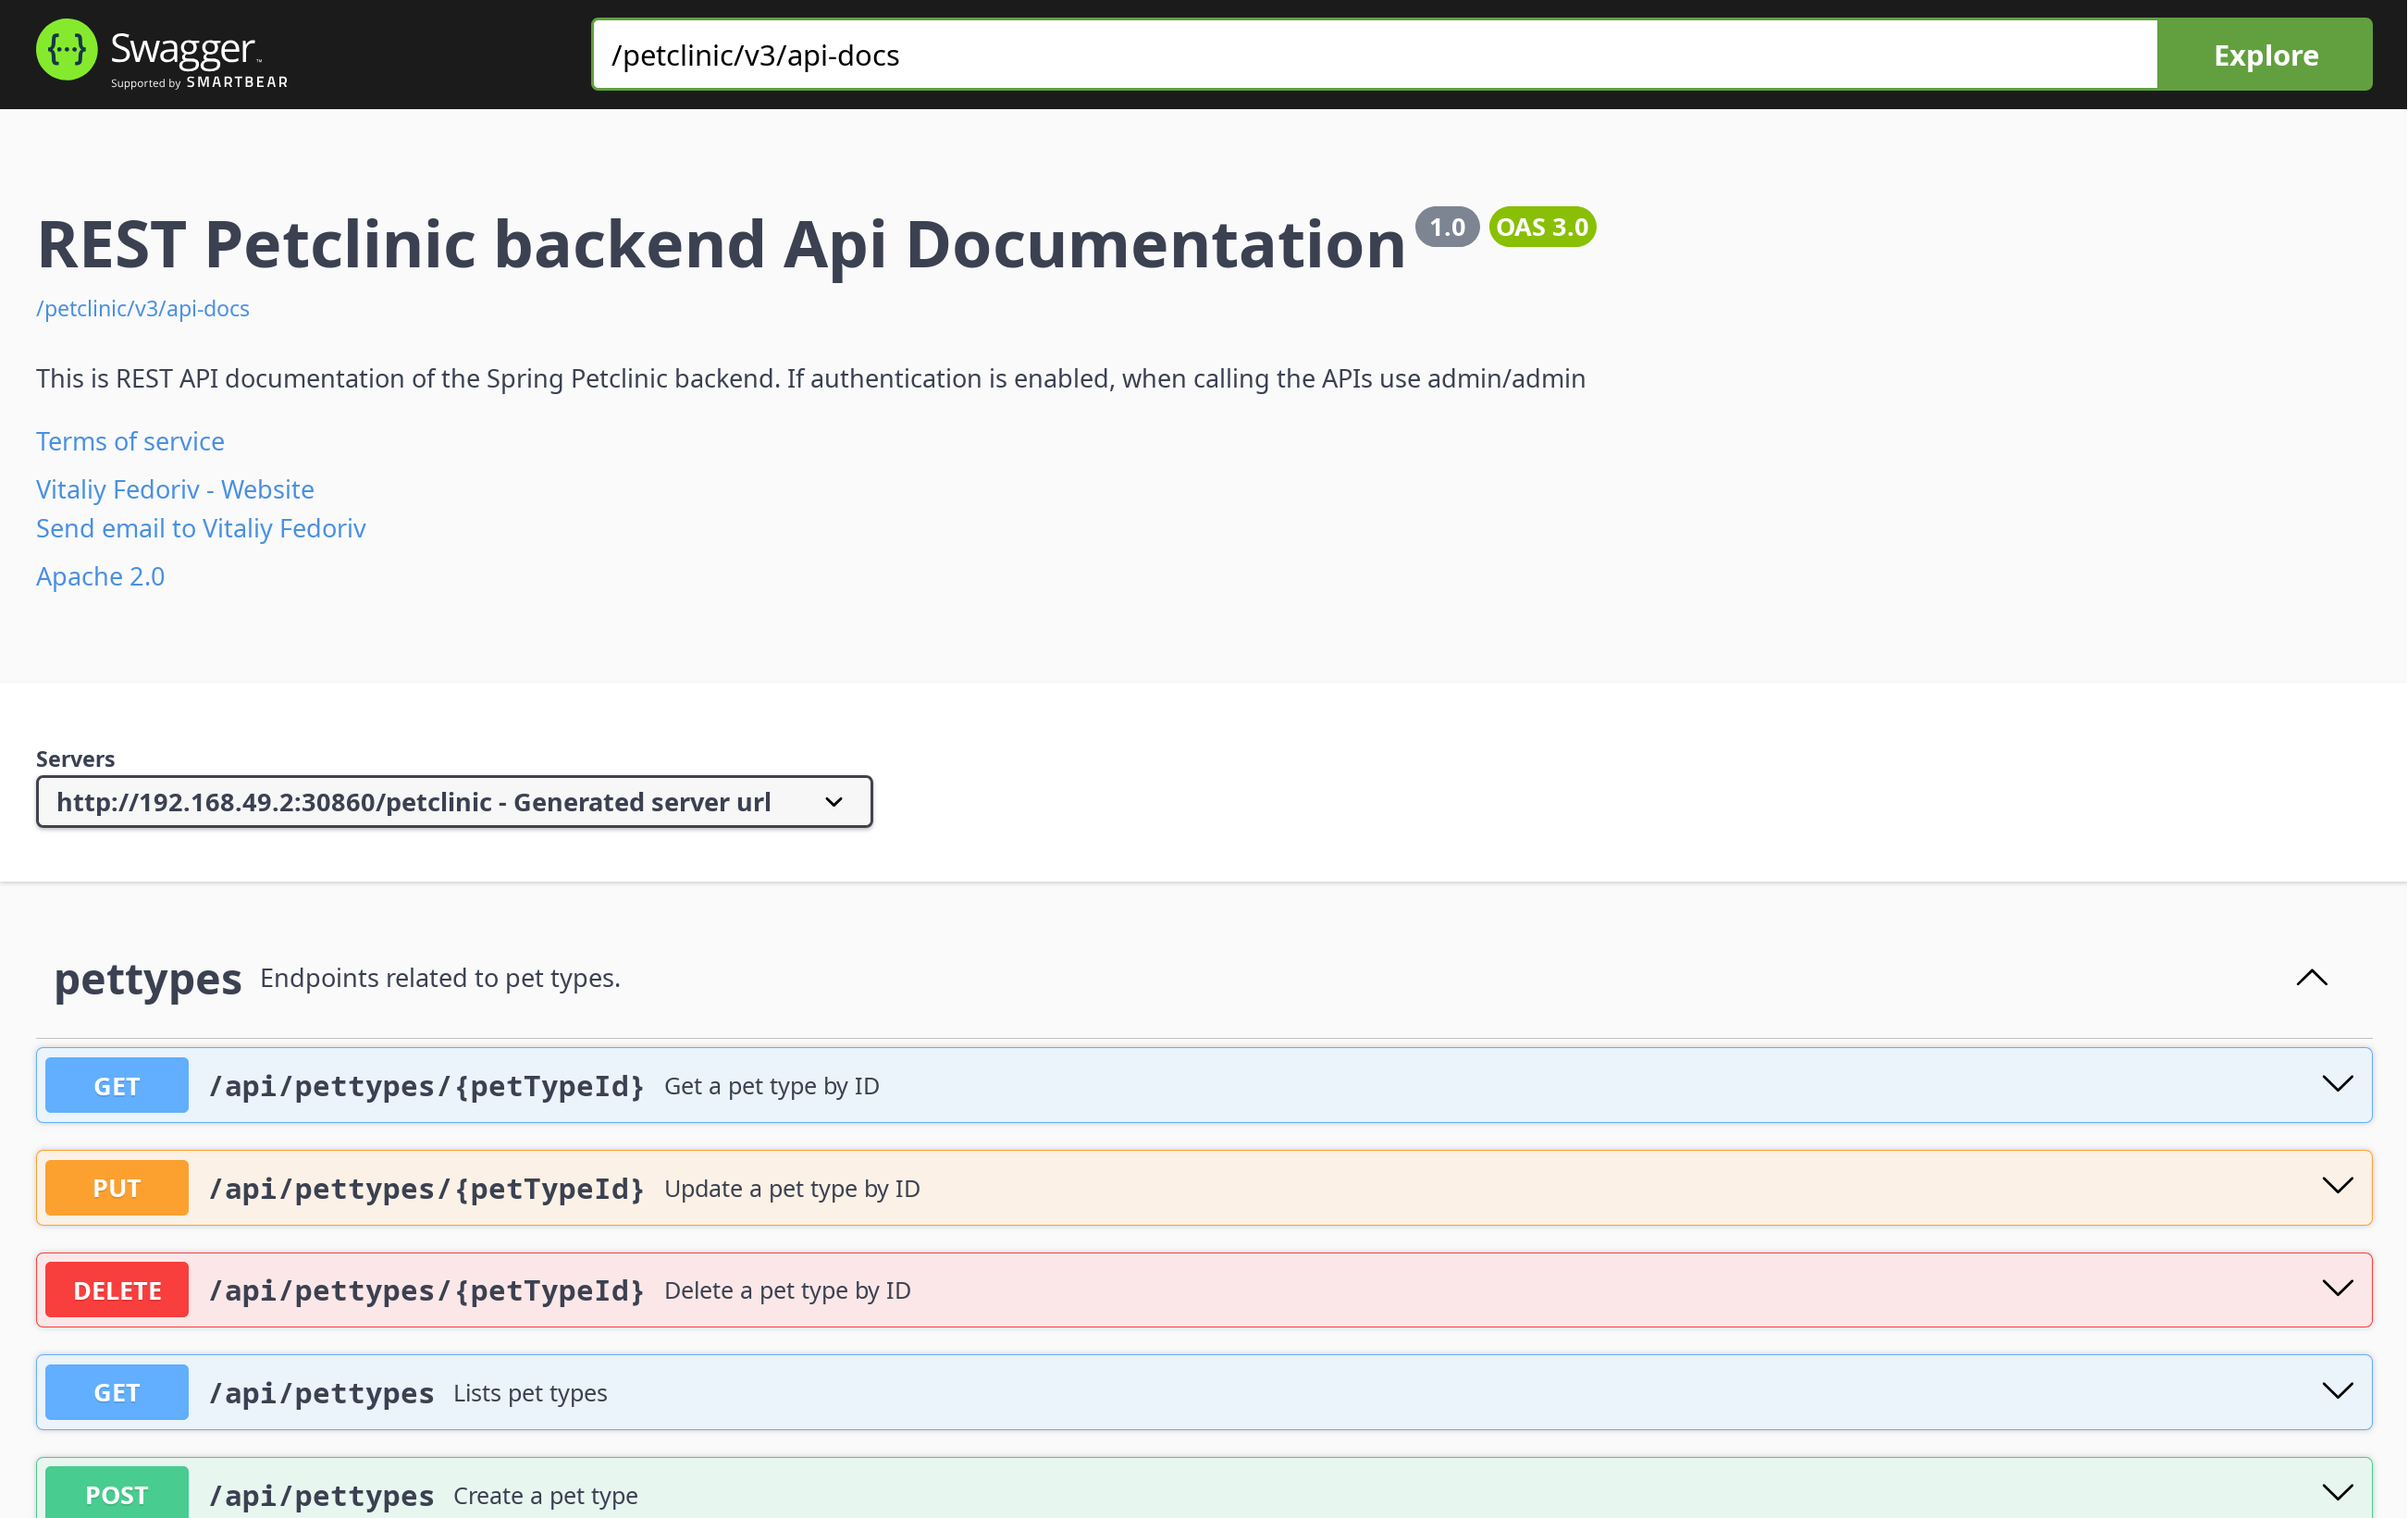 Swagger™
Supported by SMARTBEAR
/petclinic/v3/api-docs
Explore
REST Petclinic backend Api Documentation 1.0 OAS 3.0
/petclinic/v3/api-docs
This is REST API documentation of the Spring Petclinic backend. If authentication is enabled, when calling the APIs use admin/admin
Terms of service
Vitaliy Fedoriv - Website
Send email to Vitaliy Fedoriv
Apache 2.0
Servers
http://192.168.49.2:30860/petclinic - Generated server url
pettypes Endpoints related to pet types.
GET /api/pettypes/{petTypeId} Get a pet type by ID
PUT /api/pettypes/{petTypeId} Update a pet type by ID
DELETE /api/pettypes/{petTypeId} Delete a pet type by ID
GET /api/pettypes Lists pet types
POST /api/pettypes Create a pet type